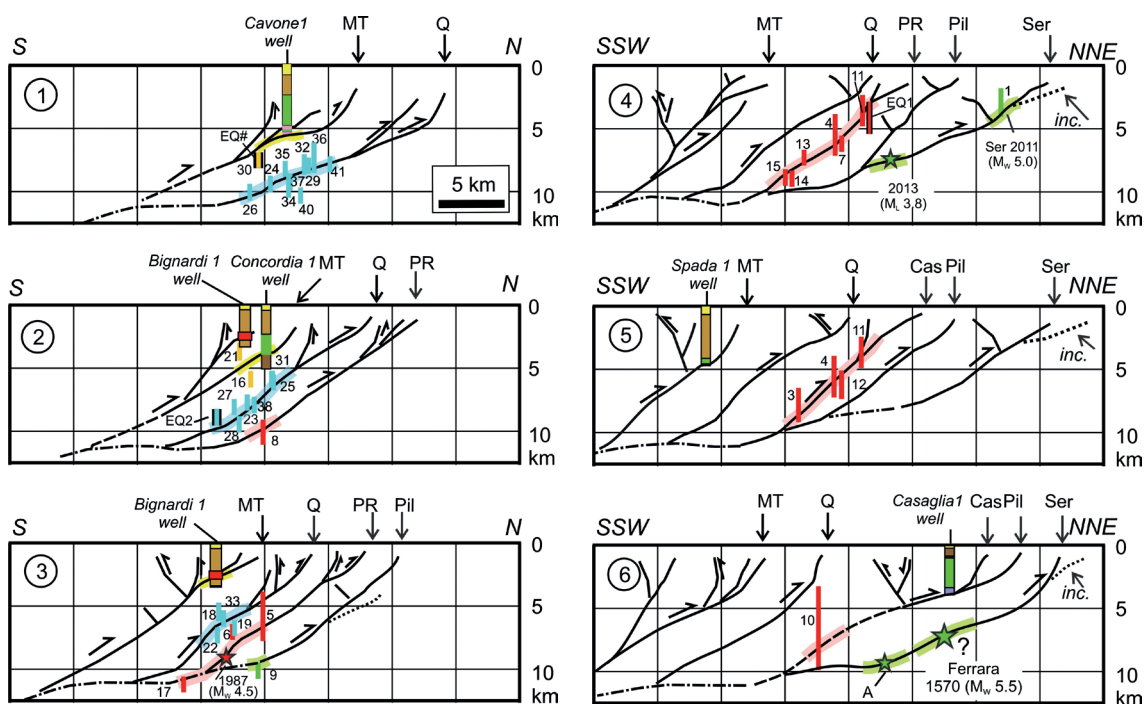 Cavone1
well
MT
Q
S
N
1
EQ#
30
24
26
35
32
36
37
29
34
40
41
5 km
0
5
10
km
Bignardi 1
well
Concordia 1
well
MT
Q
PR
S
N
2
21
31
16
25
27
38
23
EQ2
28
8
0
5
10
km
Bignardi 1
well
MT
Q
PR
Pil
S
N
3
33
18
19
5
6
22
17
1987
(Mw 4.5)
9
0
5
10
km
SSW
MT
Q
PR
Pil
Ser
NNE
4
11
EQ1
4
13
7
15
14
2013
(ML 3.8)
1
Ser 2011
(Mw 5.0)
inc.
0
5
10
km
SSW
Spada 1
well
MT
Q
Cas
Pil
Ser
NNE
5
11
4
12
3
inc.
0
5
10
km
SSW
MT
Q
Casaglia1
well
Cas
Pil
Ser
NNE
6
10
A
?
Ferrara
1570 (Mw 5.5)
inc.
0
5
10
km